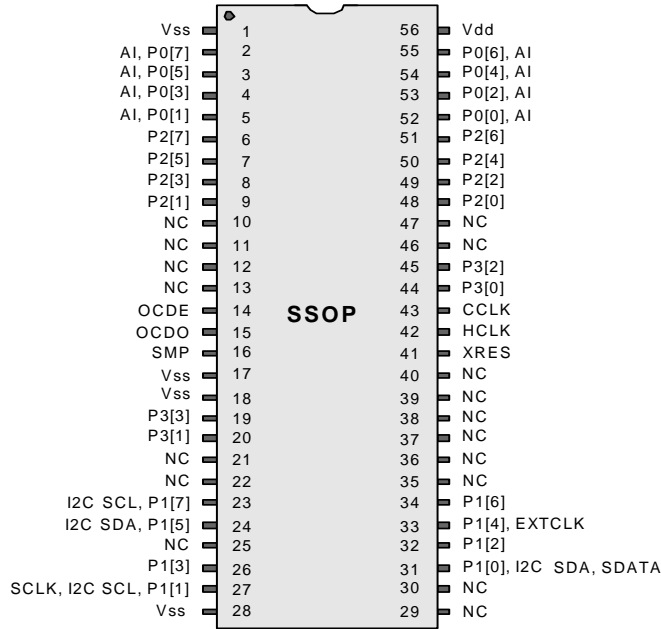 Vss 1 56 Vdd
AI, P0[7] 2 55 P0[6], AI
AI, P0[5] 3 54 P0[4], AI
AI, P0[3] 4 53 P0[2], AI
AI, P0[1] 5 52 P0[0], AI
P2[7] 6 51 P2[6]
P2[5] 7 50 P2[4]
P2[3] 8 49 P2[2]
P2[1] 9 48 P2[0]
NC 10 47 NC
NC 11 46 NC
NC 12 45 P3[2]
NC 13 44 P3[0]
OCDE 14 SSOP 43 CCLK
OCDO 15 42 HCLK
SMP 16 41 XRES
Vss 17 40 NC
Vss 18 39 NC
P3[3] 19 38 NC
P3[1] 20 37 NC
NC 21 36 NC
NC 22 35 NC
I2C SCL, P1[7] 23 34 P1[6]
I2C SDA, P1[5] 24 33 P1[4], EXTCLK
NC 25 32 P1[2]
P1[3] 26 31 P1[0], I2C SDA, SDATA
SCLK, I2C SCL, P1[1] 27 30 NC
Vss 28 29 NC